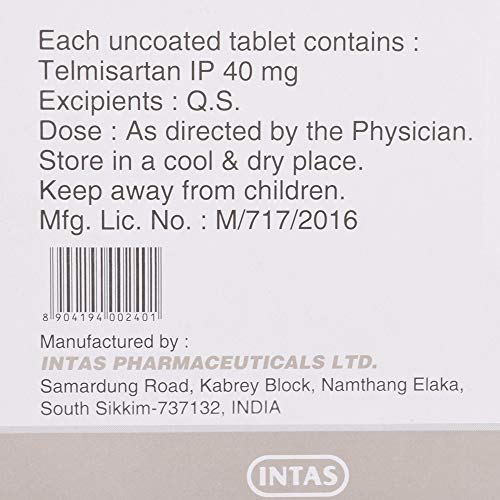 Each uncoated tablet contains :
Telmisartan IP 40 mg
Excipients : Q.S.
Dose : As directed by the Physician.
Store in a cool & dry place.
Keep away from children.
Mfg. Lic. No. : M/717/2016
8 904194 002401
Manufactured by :
INTAS PHARMACEUTICALS LTD.
Samardung Road, Kabrey Block, Namthang Elaka,
South Sikkim-737132, INDIA
INTAS